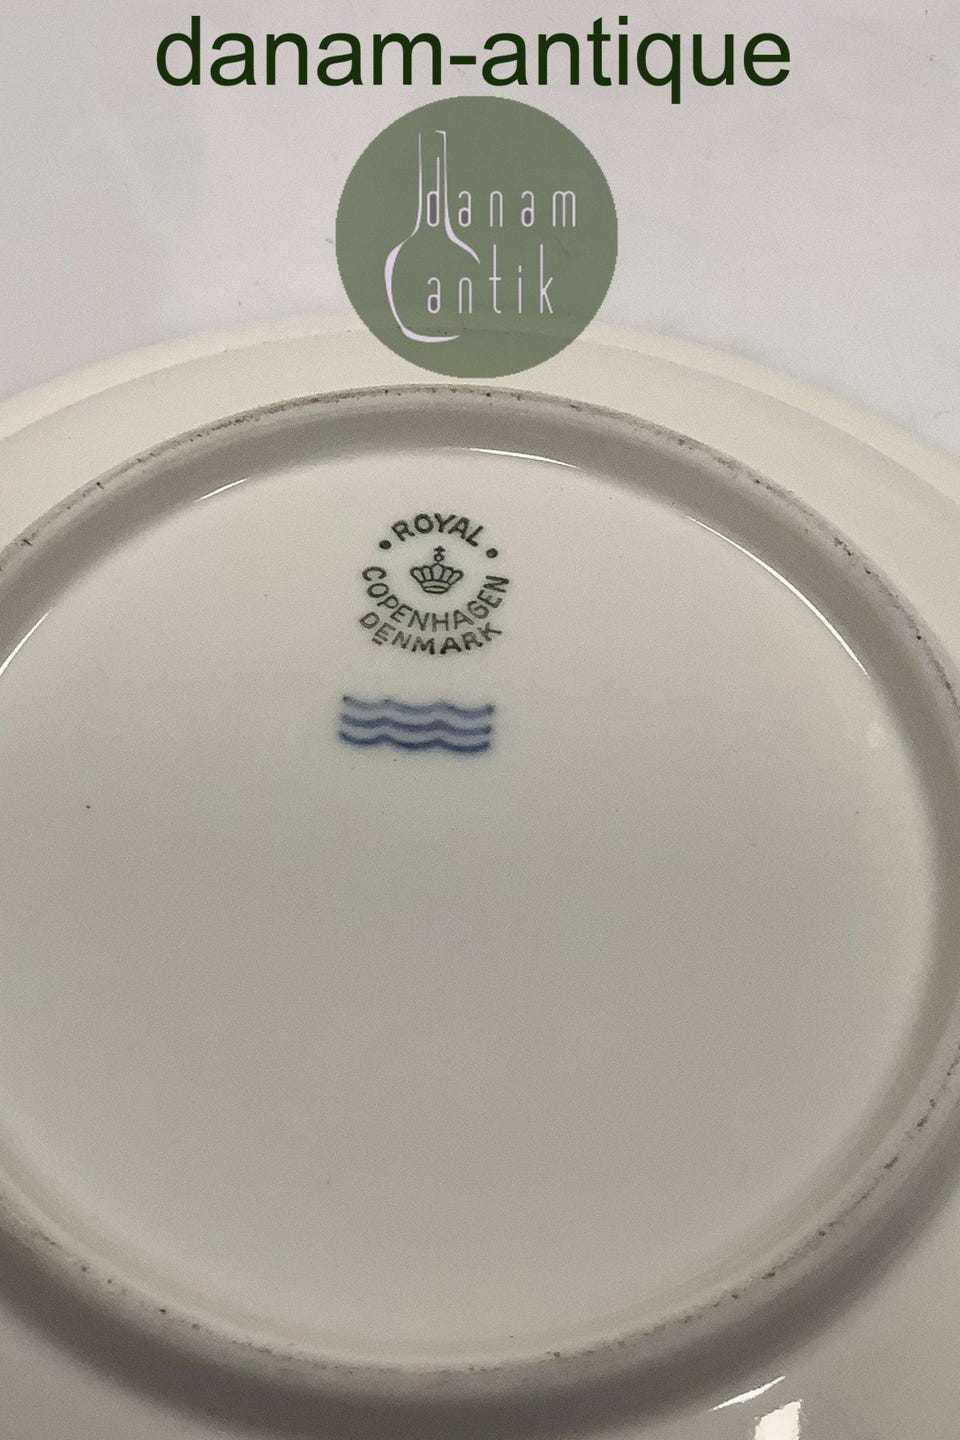 danam-antique
danam
antik
ROYAL
COPENHAGEN
DENMARK